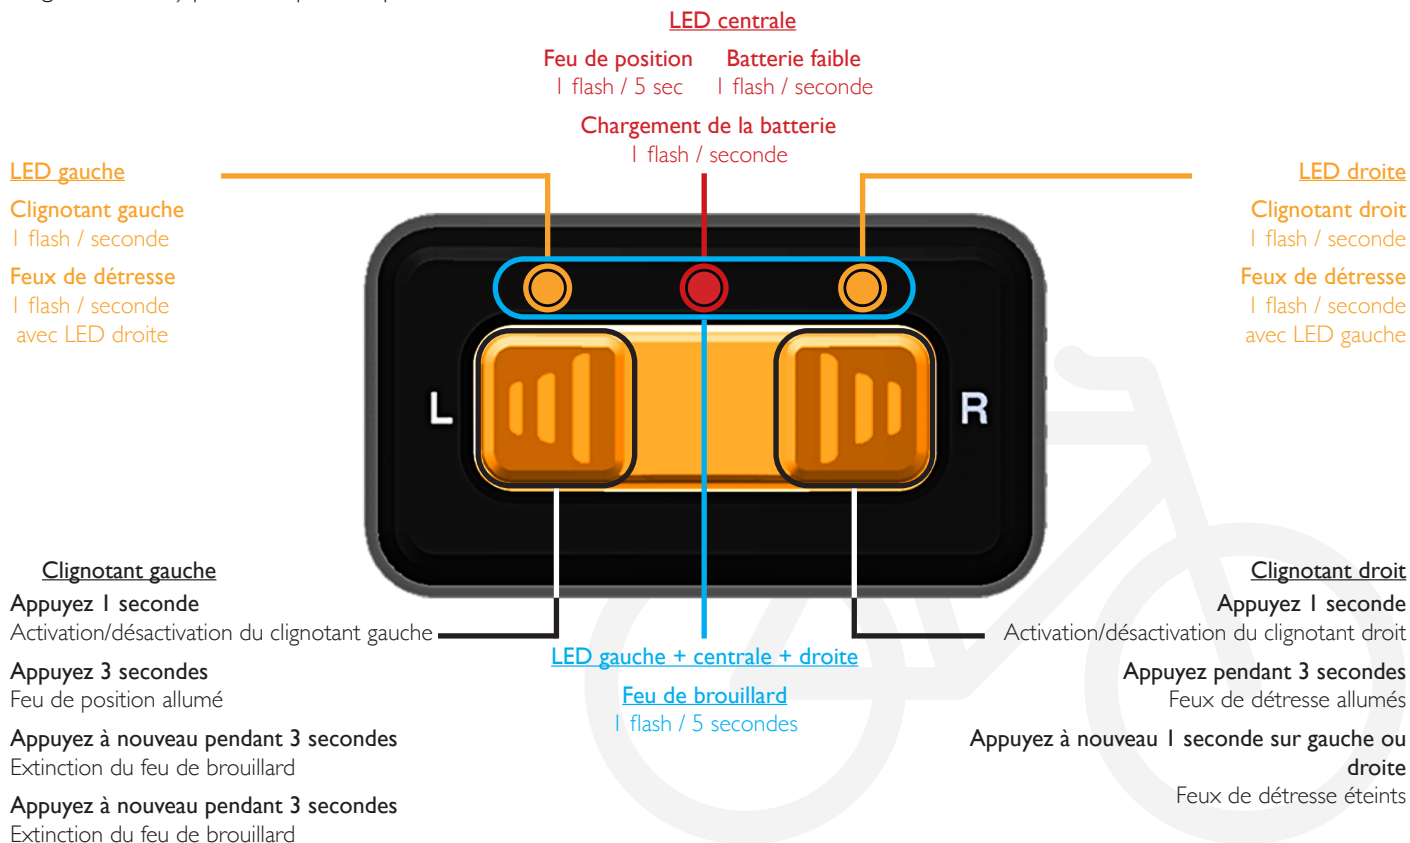 LED centrale
Feu de position
1 flash / 5 sec
Batterie faible
1 flash / seconde
Chargement de la batterie
1 flash / seconde
LED gauche
Clignotant gauche
1 flash / seconde
Feux de détresse
1 flash / seconde
avec LED droite
LED droite
Clignotant droit
1 flash / seconde
Feux de détresse
1 flash / seconde
avec LED gauche
L
R
Clignotant gauche
Appuyez 1 seconde
Activation/désactivation du clignotant gauche
Appuyez 3 secondes
Feu de position allumé
Appuyez à nouveau pendant 3 secondes
Extinction du feu de brouillard
Appuyez à nouveau pendant 3 secondes
Extinction du feu de brouillard
LED gauche + centrale + droite
Feu de brouillard
1 flash / 5 secondes
Clignotant droit
Appuyez 1 seconde
Activation/désactivation du clignotant droit
Appuyez pendant 3 secondes
Feux de détresse allumés
Appuyez à nouveau 1 seconde sur gauche ou
droite
Feux de détresse éteints